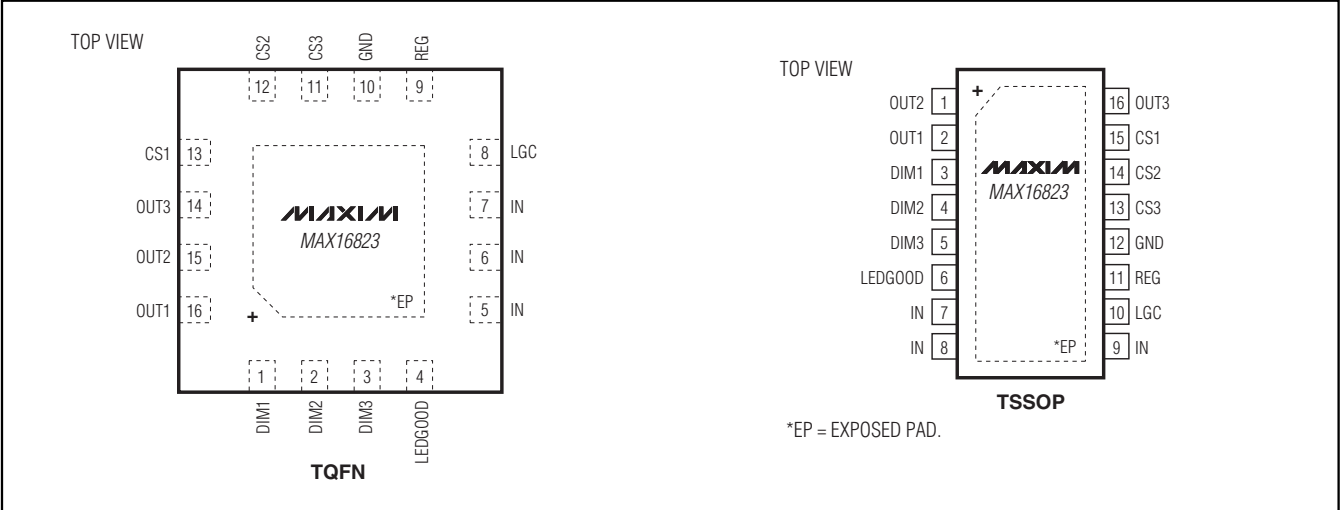 TOP VIEW
CS2 CS3 GND REG
12 11 10 9
CS1 13 8 LGC
OUT3 14 7 IN
OUT2 15 6 IN
OUT1 16 5 IN
MAXIM
MAX16823
*EP
+
1 2 3 4
DIM1 DIM2 DIM3 LEDGOOD
TQFN
TOP VIEW
+
OUT2 1 16 OUT3
OUT1 2 15 CS1
DIM1 3 14 CS2
DIM2 4 13 CS3
DIM3 5 12 GND
LEDGOOD 6 11 REG
IN 7 10 LGC
IN 8 9 IN
MAXIM
MAX16823
*EP
TSSOP
*EP = EXPOSED PAD.